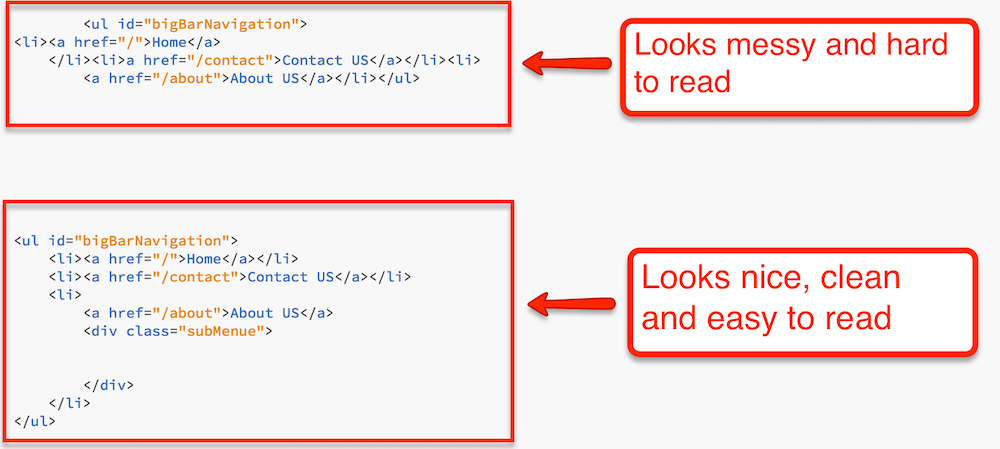 <ul id="bigBarNavigation">
<li><a href="/">Home</a>
</li><li><a href="/contact">Contact US</a></li><li>
<a href="/about">About US</a></li></ul>
Looks messy and hard
to read
<ul id="bigBarNavigation">
<li><a href="/">Home</a></li>
<li><a href="/contact">Contact US</a></li>
<li>
<a href="/about">About US</a>
<div class="subMenue">
</div>
</li>
</ul>
Looks nice, clean
and easy to read